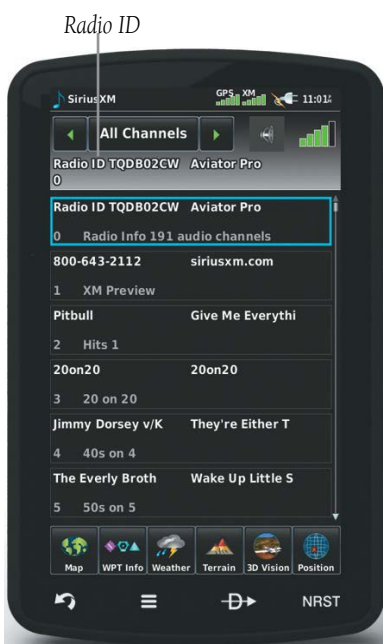 Radio ID
SiriusXM GPS XM 11:01
All Channels
Radio ID TQDB02CW Aviator Pro
0
Radio ID TQDB02CW Aviator Pro
0 Radio Info 191 audio channels
800-643-2112 siriusxm.com
1 XM Preview
Pitbull Give Me Everythi
2 Hits 1
20on20 20on20
3 20 on 20
Jimmy Dorsey v/K They're Either T
4 40s on 4
The Everly Broth Wake Up Little S
5 50s on 5
Map WPT Info Weather Terrain 3D Vision Position
D NRST